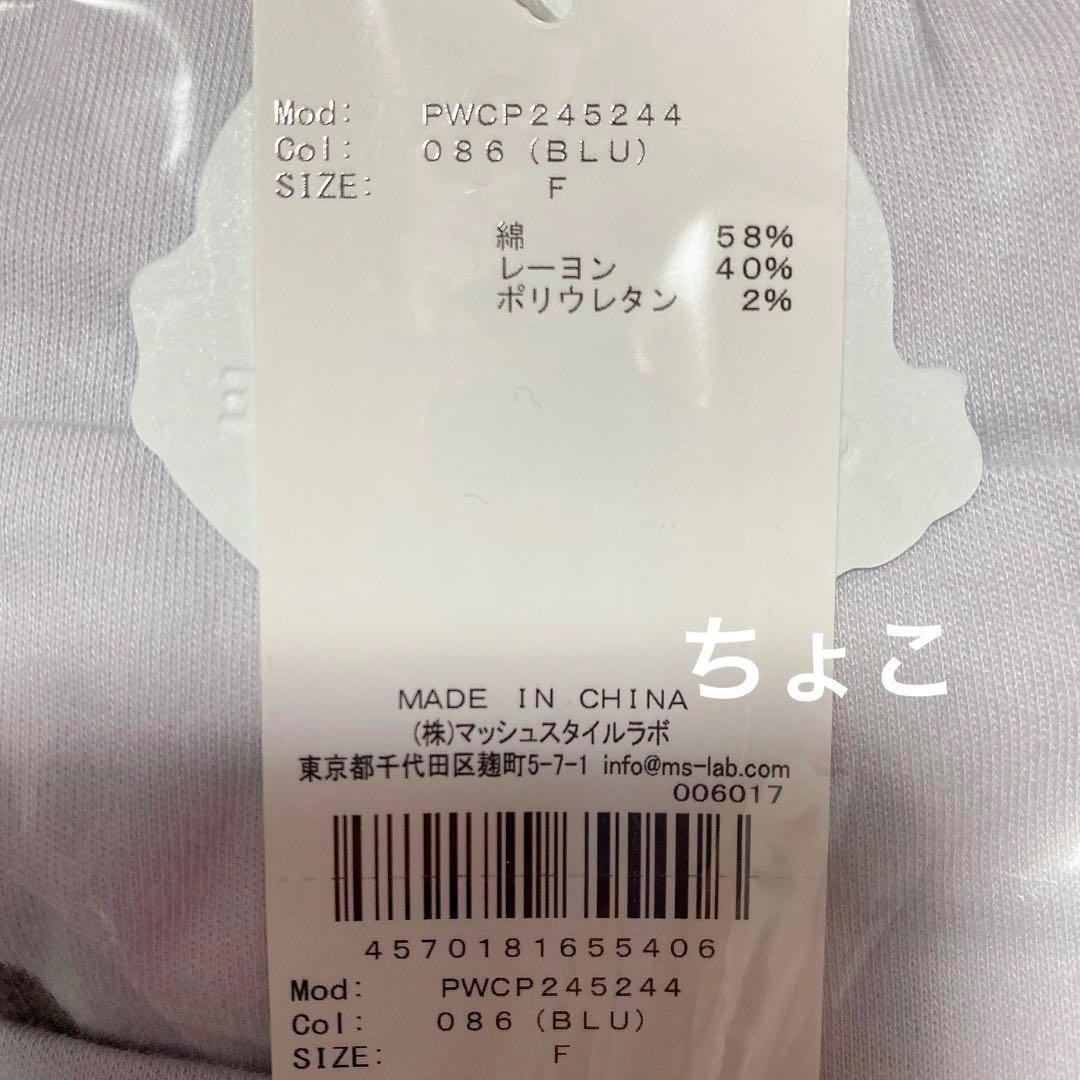 Mod: PWCP245244
Col: 086(BLU)
SIZE: F
綿 58%
レーヨン 40%
ポリウレタン 2%
ちょこ
MADE IN CHINA
(株)マッシュスタイルラボ
東京都千代田区麹町5-7-1 info@ms-lab.com
006017
4570181655406
Mod: PWCP245244
Col: 086(BLU)
SIZE: F